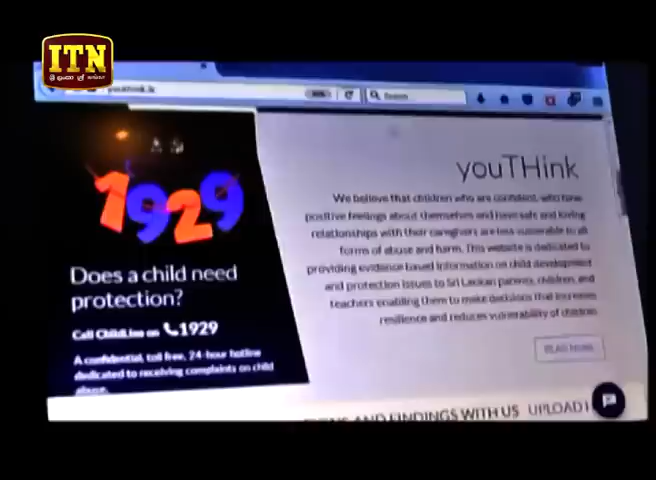 ITN
ශ්‍රී ලංකා
youthink.lk
Search
1929
Does a child need
protection?
Call ChildLine on 1929
A confidential, toll free, 24-hour hotline
dedicated to receiving complaints on child
abuse.
youTHink
We believe that children who are confident, who have
positive feelings about themselves and have safe and loving
relationships with their caregivers are less vulnerable to all
forms of abuse and harm. This website is dedicated to
providing evidence based information on child development
and protection issues to Sri Lankan parents, children, and
teachers enabling them to make decisions that increases
resilience and reduces vulnerability of children
READ MORE
AND FINDINGS WITH US UPLOAD